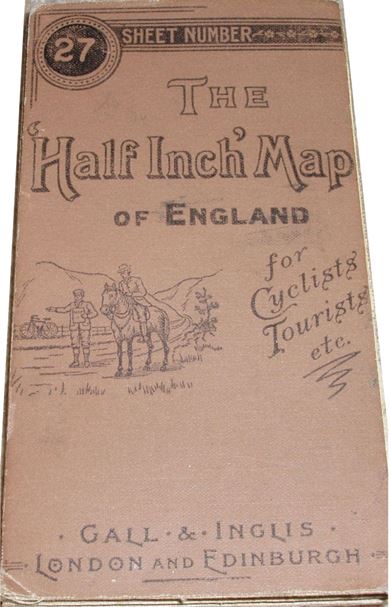 27 SHEET NUMBER
THE
'Half Inch' Map
OF ENGLAND
for
Cyclists
Tourists
etc.
· GALL · & · INGLIS ·
LONDON AND EDINBURGH ·